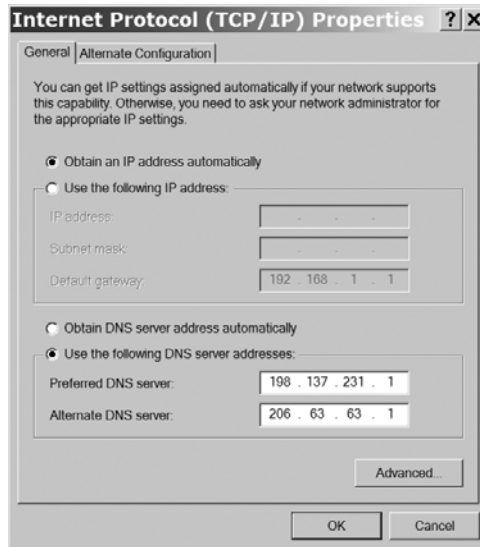 Internet Protocol (TCP/IP) Properties ? X
General Alternate Configuration
You can get IP settings assigned automatically if your network supports
this capability. Otherwise, you need to ask your network administrator for
the appropriate IP settings.
Obtain an IP address automatically
Use the following IP address:
IP address: . . .
Subnet mask: . . .
Default gateway: 192 . 168 . 1 . 1
Obtain DNS server address automatically
Use the following DNS server addresses:
Preferred DNS server: 198 . 137 . 231 . 1
Alternate DNS server: 206 . 63 . 63 . 1
Advanced...
OK Cancel